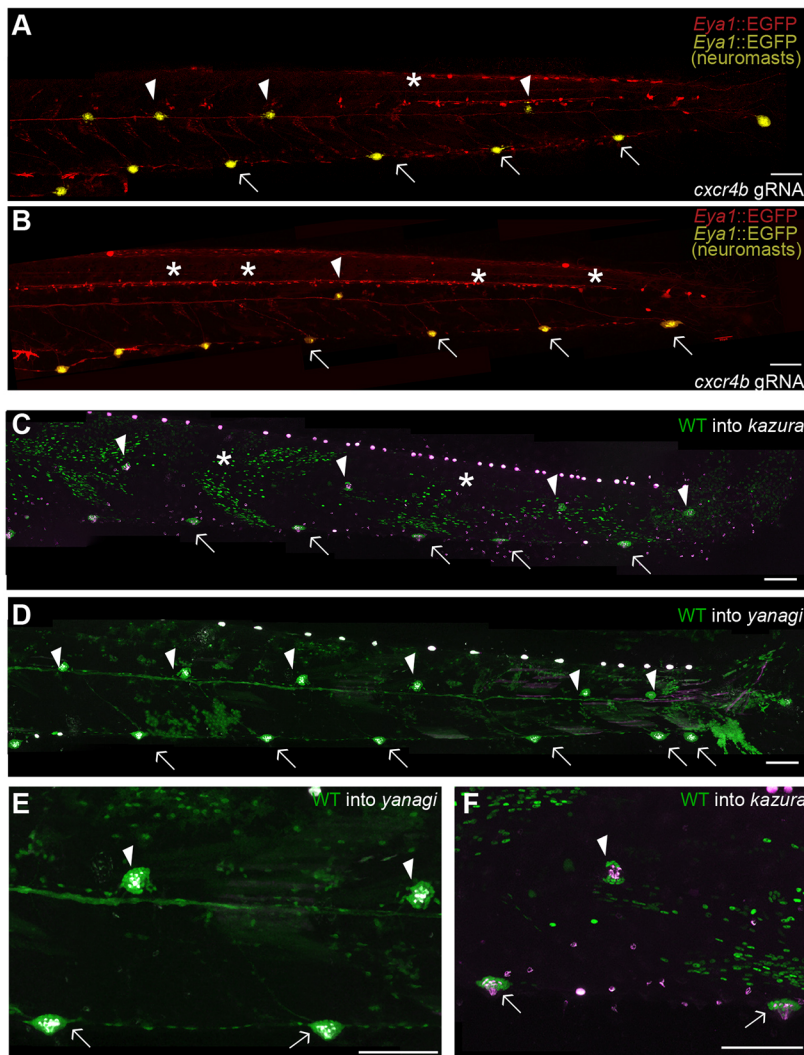 A
Eya1::EGFP
Eya1::EGFP
(neuromasts)
*
cxcr4b gRNA
B
Eya1::EGFP
Eya1::EGFP
(neuromasts)
* * * *
cxcr4b gRNA
C
WT into kazura
* *
D
WT into yanagi
E
WT into yanagi
F
WT into kazura